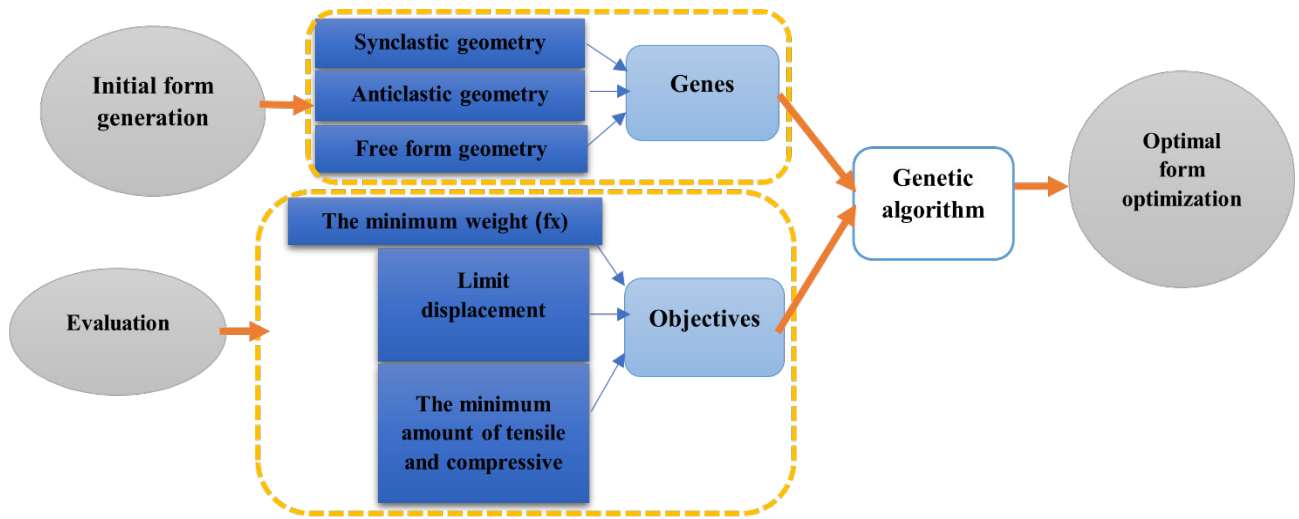 Initial form
generation
Synclastic geometry
Anticlastic geometry
Free form geometry
Genes
Evaluation
The minimum weight (fx)
Limit
displacement
The minimum
amount of tensile
and compressive
Objectives
Genetic
algorithm
Optimal
form
optimization